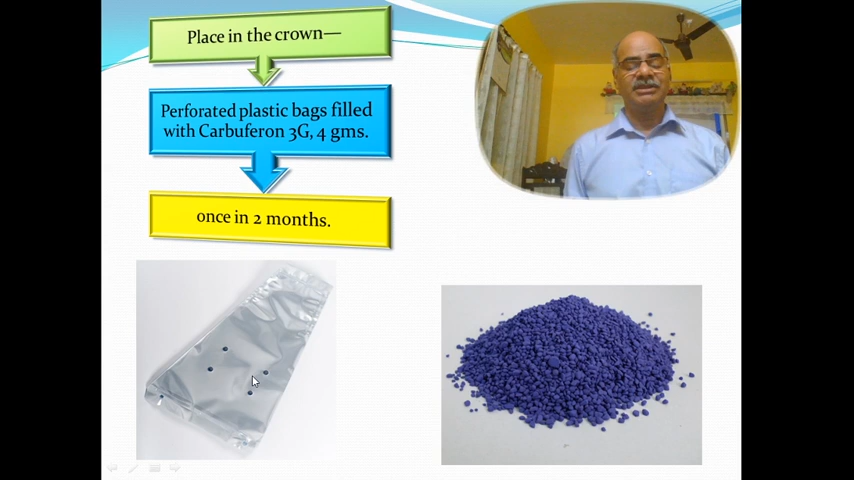 Place in the crown—
Perforated plastic bags filled
with Carbuferon 3G, 4 gms.
once in 2 months.